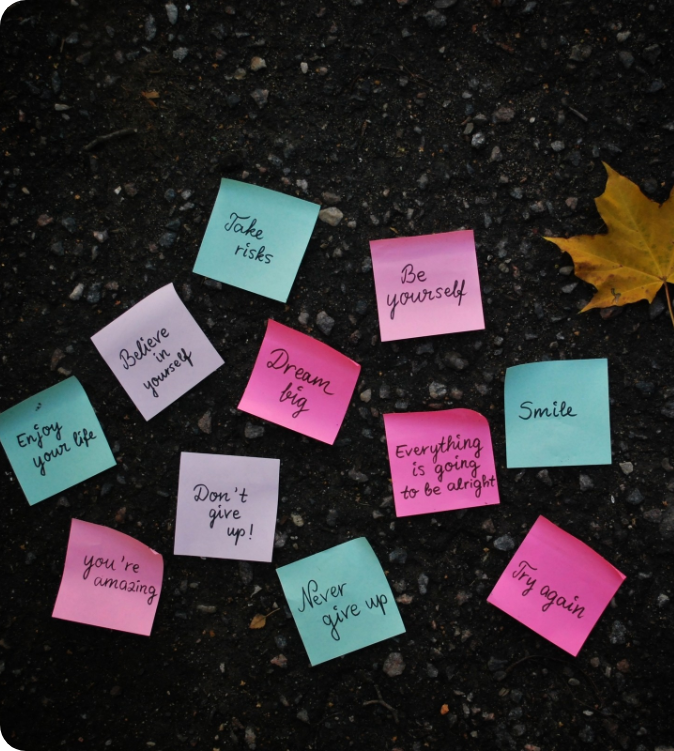 Take
risks
Be
yourself
Believe
in
yourself
Dream
big
Smile
Enjoy
your life
Everything
is going
to be alright
Don't
give
up!
you're
amazing
Never
give up
Try again